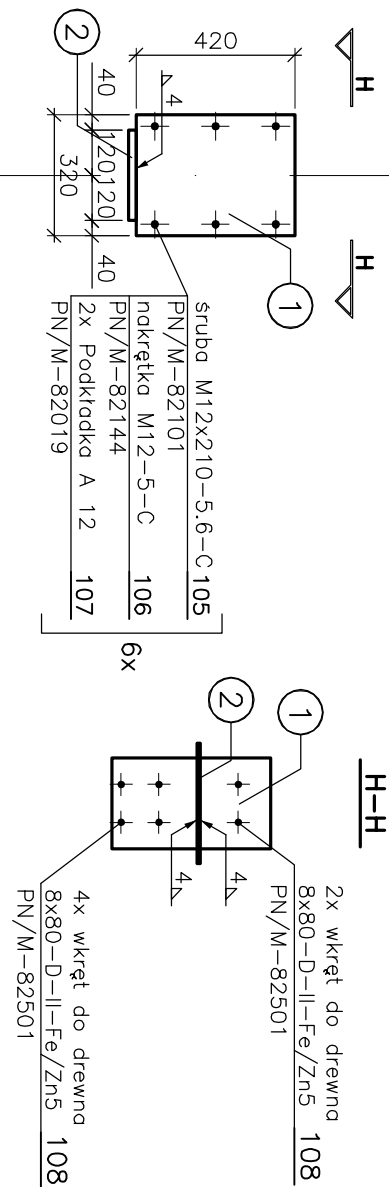 H
H
420
1
2
4
40
120
120
40
320
śruba M12x210-5.6-C
105
PN/M-82101
nakrętka M12-5-C
106
PN/M-82144
2x Podkładka A 12
107
PN/M-82019
6x
H-H
1
2
4
4
2x wkręt do drewna
8x80-D-II-Fe/Zn5
108
PN/M-82501
4x wkręt do drewna
8x80-D-II-Fe/Zn5
108
PN/M-82501